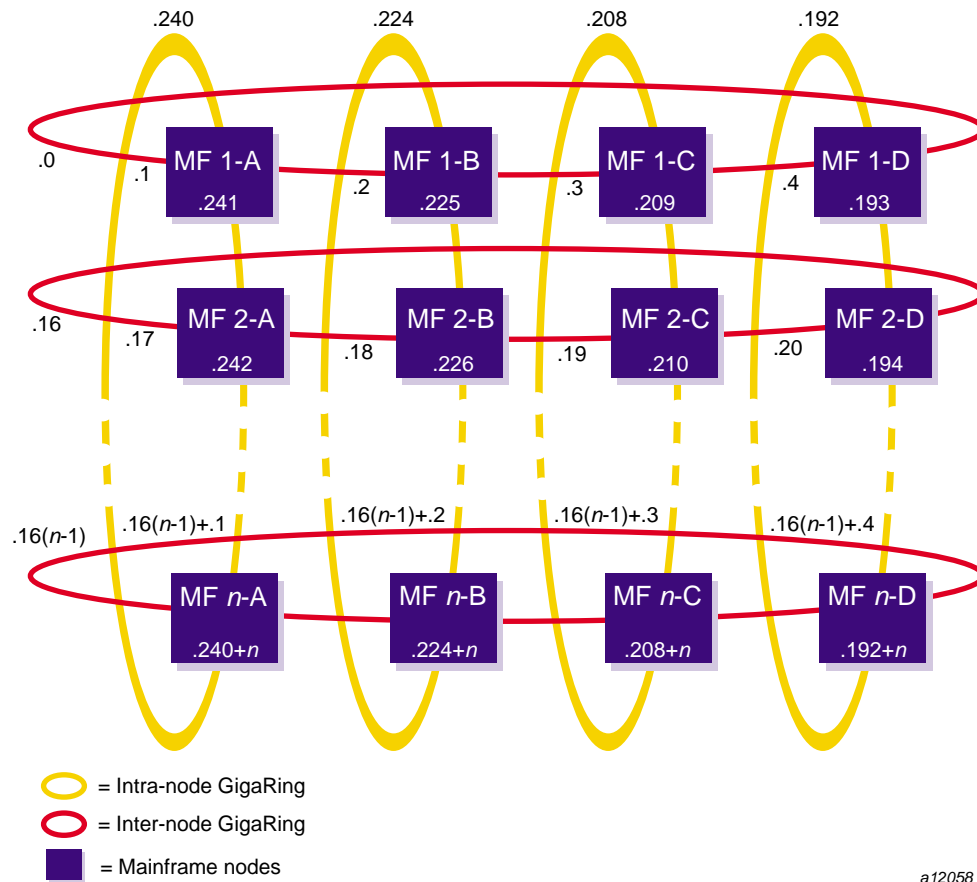 .240 .224 .208 .192
MF 1-A MF 1-B MF 1-C MF 1-D
.0 .1 .2 .3 .4
.241 .225 .209 .193
MF 2-A MF 2-B MF 2-C MF 2-D
.16 .17 .18 .19 .20
.242 .226 .210 .194
.16(n-1) .16(n-1)+.1 .16(n-1)+.2 .16(n-1)+.3 .16(n-1)+.4
MF n-A MF n-B MF n-C MF n-D
.240+n .224+n .208+n .192+n
= Intra-node GigaRing
= Inter-node GigaRing
= Mainframe nodes
a12058